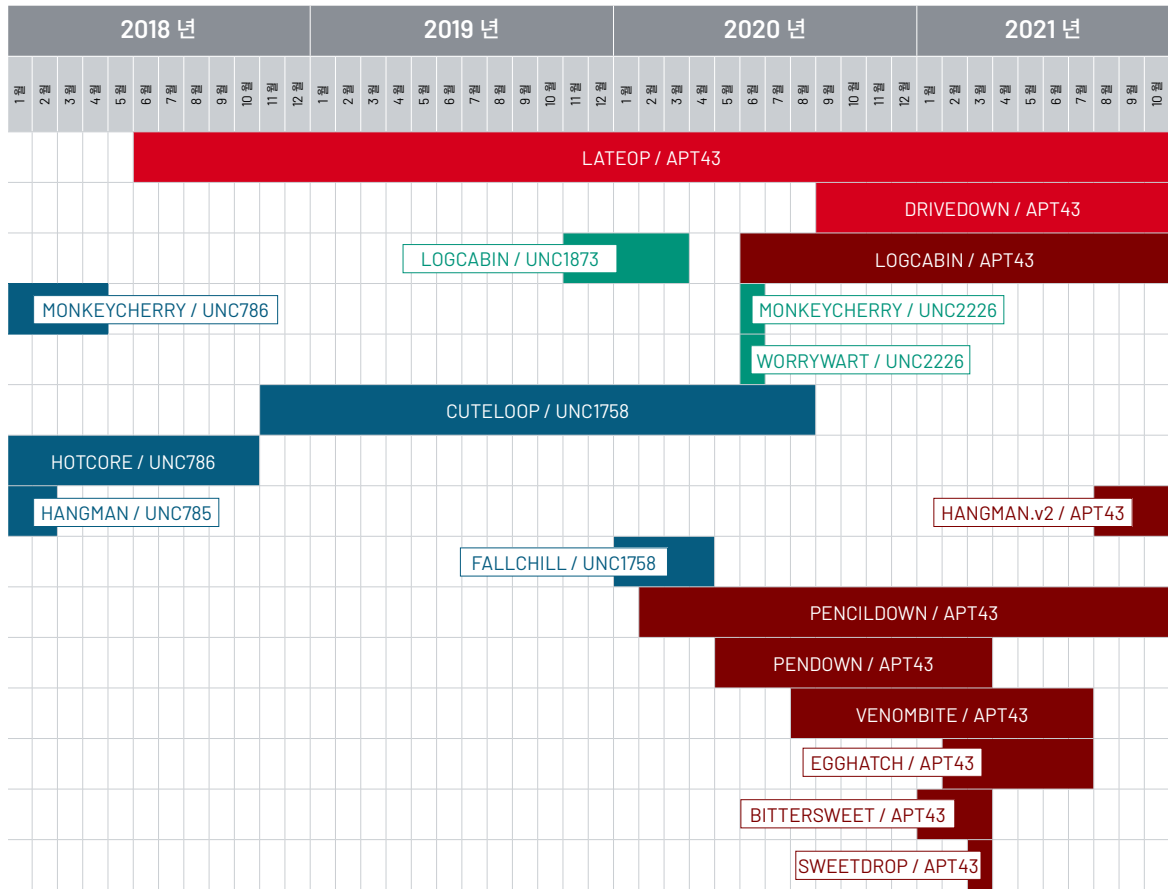 2018 년 2019 년 2020 년 2021 년
1 월 2 월 3 월 4 월 5 월 6 월 7 월 8 월 9 월 10 월 11 월 12 월 1 월 2 월 3 월 4 월 5 월 6 월 7 월 8 월 9 월 10 월 11 월 12 월 1 월 2 월 3 월 4 월 5 월 6 월 7 월 8 월 9 월 10 월 11 월 12 월 1 월 2 월 3 월 4 월 5 월 6 월 7 월 8 월 9 월 10 월
LATEOP / APT43
DRIVEDOWN / APT43
LOGCABIN / UNC1873 LOGCABIN / APT43
MONKEYCHERRY / UNC786 MONKEYCHERRY / UNC2226
WORRYWART / UNC2226
CUTELOOP / UNC1758
HOTCORE / UNC786
HANGMAN / UNC785 HANGMAN.v2 / APT43
FALLCHILL / UNC1758
PENCILDOWN / APT43
PENDOWN / APT43
VENOMBITE / APT43
EGGHATCH / APT43
BITTERSWEET / APT43
SWEETDROP / APT43